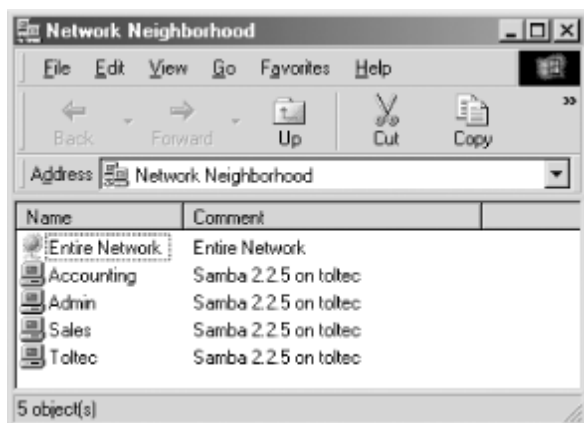 Network Neighborhood
File Edit View Go Favorites Help
Back Forward Up Cut Copy »
Address Network Neighborhood
Name Comment
Entire Network Entire Network
Accounting Samba 2.2.5 on toltec
Admin Samba 2.2.5 on toltec
Sales Samba 2.2.5 on toltec
Toltec Samba 2.2.5 on toltec
5 object(s)